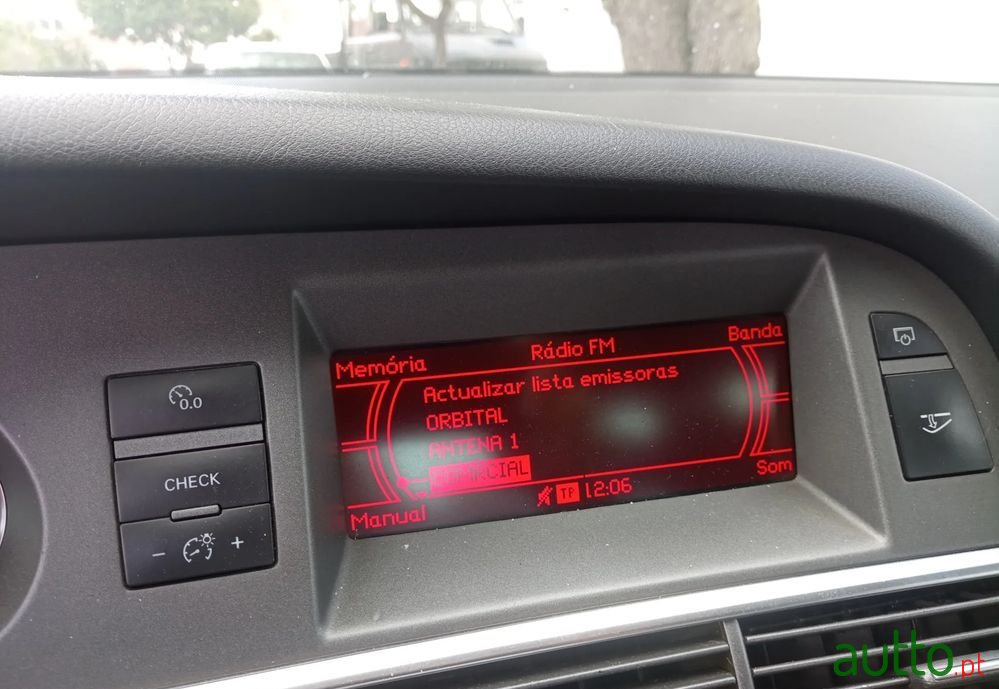 Memória Rádio FM Banda
Actualizar lista emissoras
ORBITAL
ANTENA 1
COMERCIAL
Manual TP 12:06 Som
0.0
CHECK
- +
autto.pt